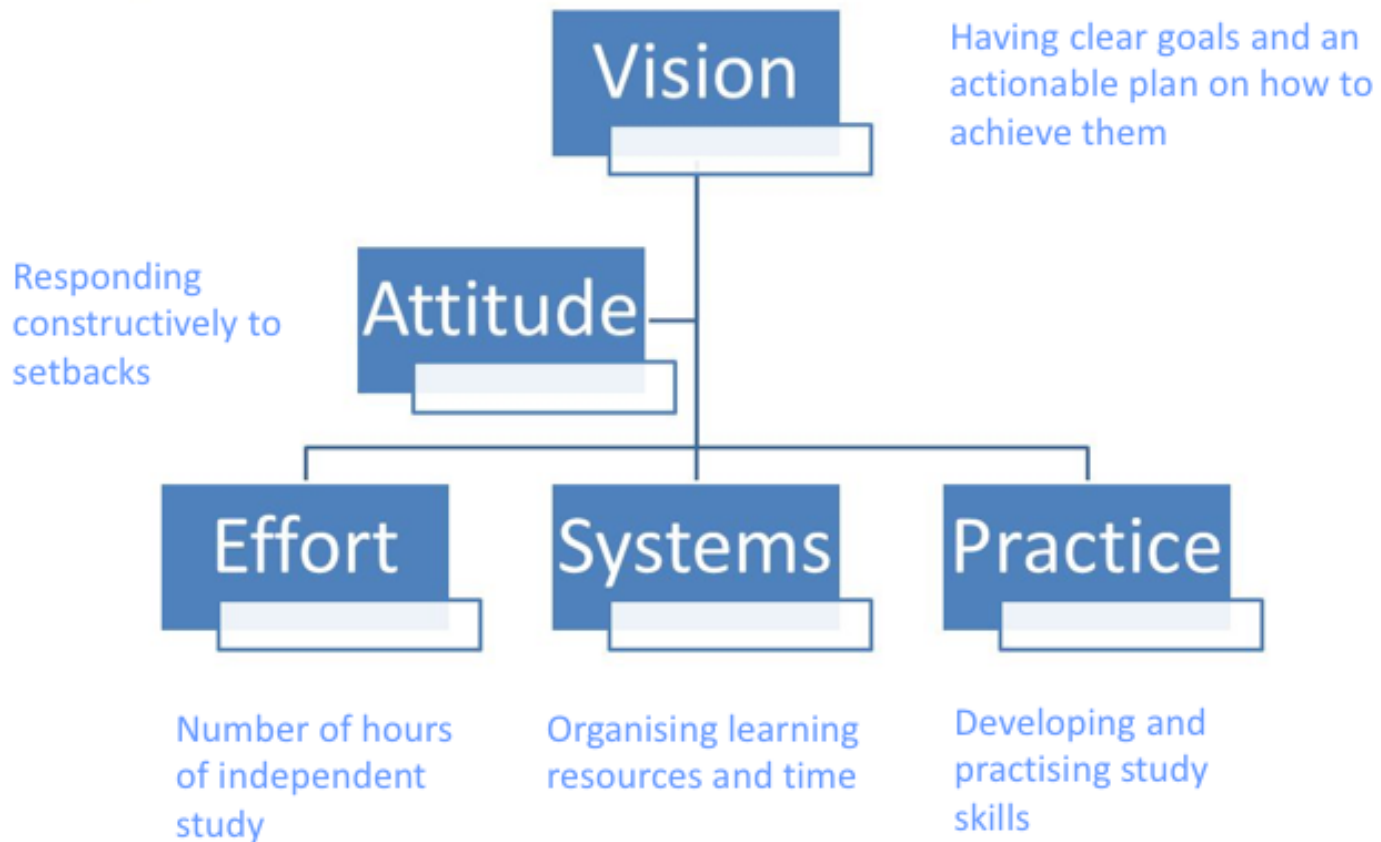 Vision
Having clear goals and an
actionable plan on how to
achieve them
Responding
constructively to
setbacks
Attitude
Effort
Systems
Practice
Number of hours
of independent
study
Organising learning
resources and time
Developing and
practising study
skills